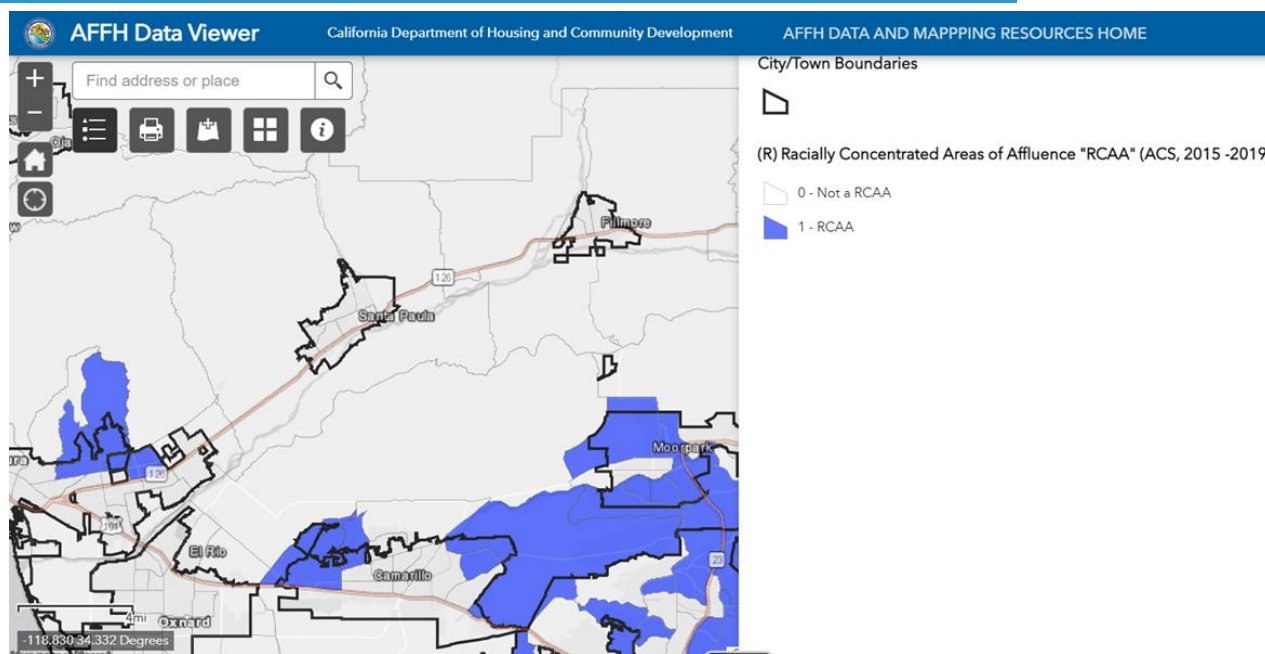 AFFH Data Viewer
California Department of Housing and Community Development
AFFH DATA AND MAPPPING RESOURCES HOME
Find address or place
City/Town Boundaries
(R) Racially Concentrated Areas of Affluence "RCAA" (ACS, 2015 -2019
0 - Not a RCAA
1 - RCAA
Fillmore
126
Santa Paula
Moorpark
126
101
El Rio
Camarillo
23
4mi
Oxnard
-118.830 34.332 Degrees